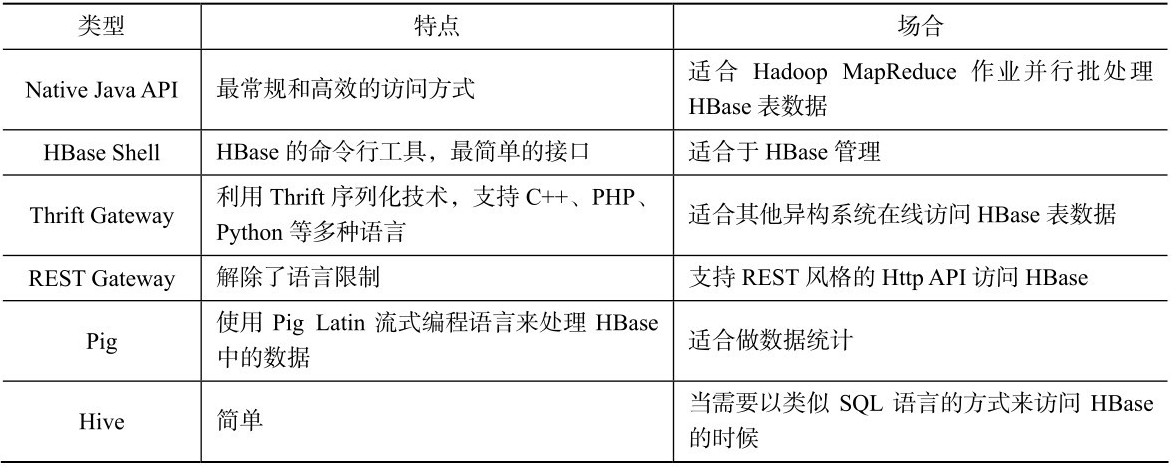 类型 特点 场合
Native Java API 最常规和高效的访问方式 适合 Hadoop MapReduce 作业并行批处理
HBase 表数据
HBase Shell HBase 的命令行工具，最简单的接口 适合于 HBase 管理
Thrift Gateway 利用 Thrift 序列化技术，支持 C++、PHP、
Python 等多种语言 适合其他异构系统在线访问 HBase 表数据
REST Gateway 解除了语言限制 支持 REST 风格的 Http API 访问 HBase
Pig 使用 Pig Latin 流式编程语言来处理 HBase
中的数据 适合做数据统计
Hive 简单 当需要以类似 SQL 语言的方式来访问 HBase
的时候